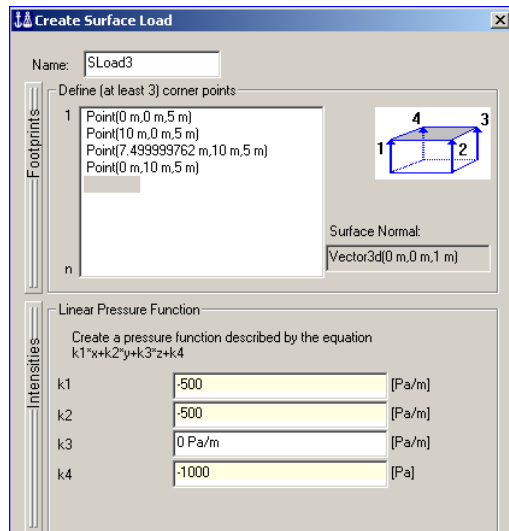 Create Surface Load
Name: SLoad3
Footprints
Define (at least 3) corner points
1 Point(0 m,0 m,5 m)
Point(10 m,0 m,5 m)
Point(7.499999762 m,10 m,5 m)
Point(0 m,10 m,5 m)
n
4 3
1 2
Surface Normal:
Vector3d(0 m,0 m,1 m)
Intensities
Linear Pressure Function
Create a pressure function described by the equation
k1*x+k2*y+k3*z+k4
k1 -500 [Pa/m]
k2 -500 [Pa/m]
k3 0 Pa/m [Pa/m]
k4 -1000 [Pa]